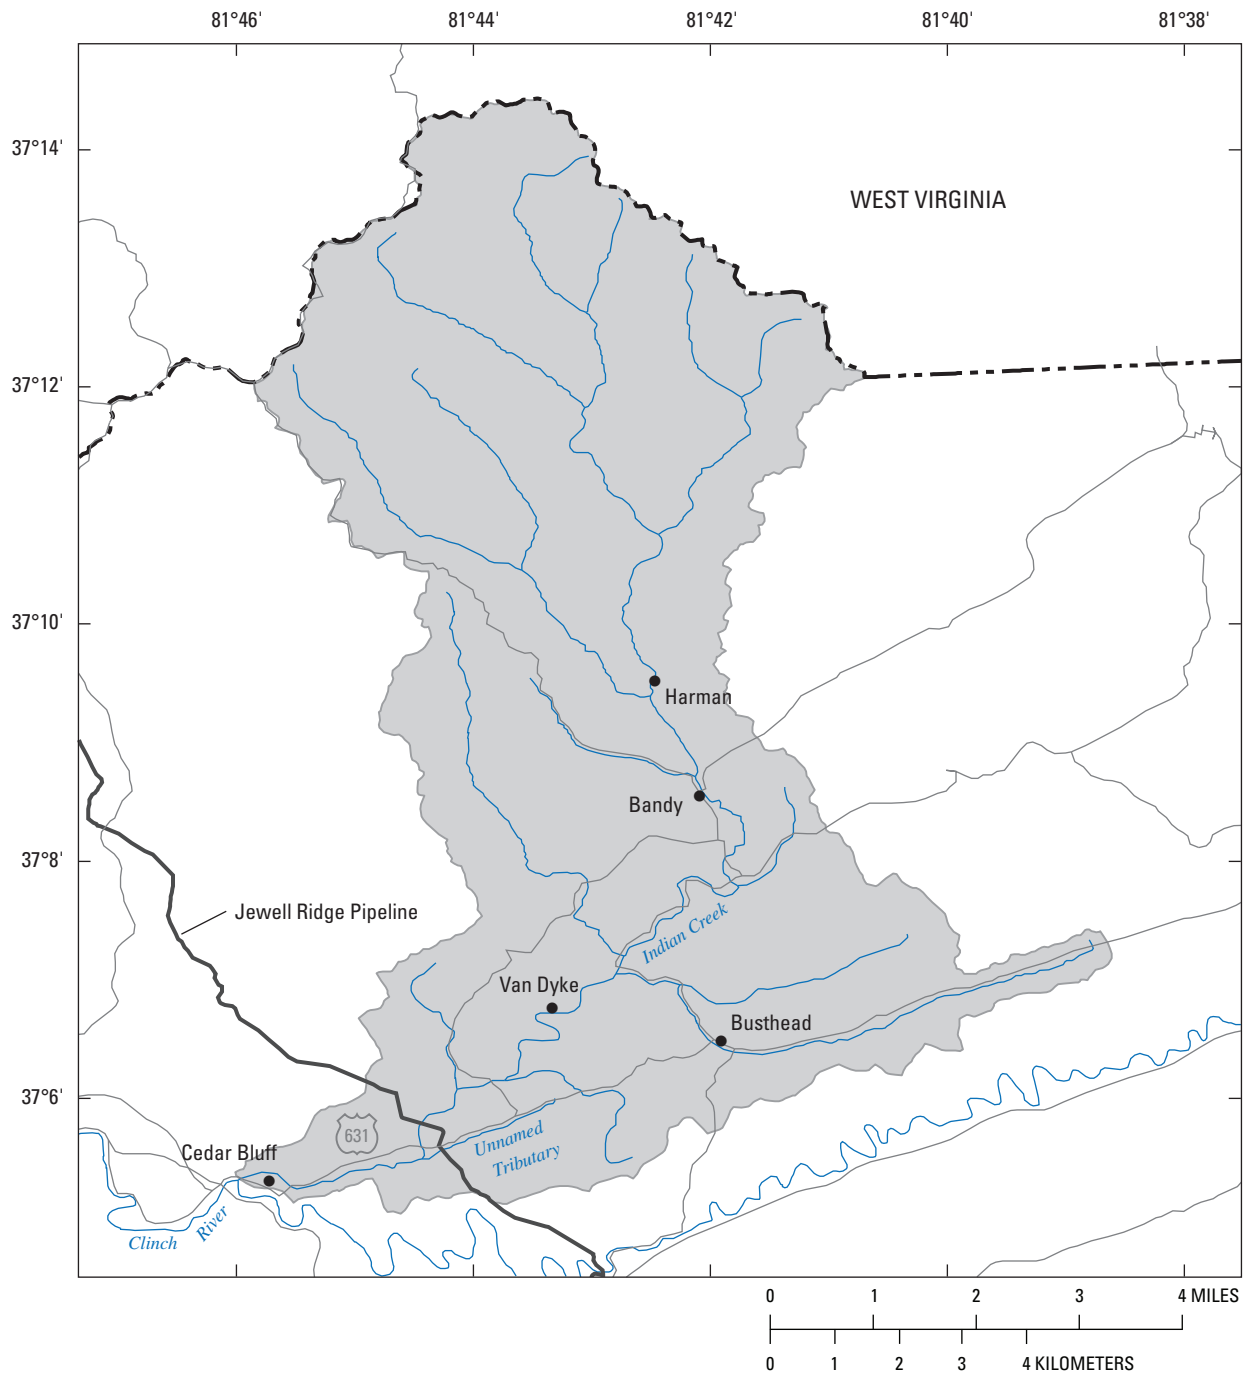 81°46'
81°44'
81°42'
81°40'
81°38'
37°14'
WEST VIRGINIA
37°12'
37°10'
Harman
Bandy
37°8'
Jewell Ridge Pipeline
Indian Creek
Van Dyke
Busthead
37°6'
631
Unnamed
Tributary
Cedar Bluff
Clinch
River
0 1 2 3 4 MILES
0 1 2 3 4 KILOMETERS